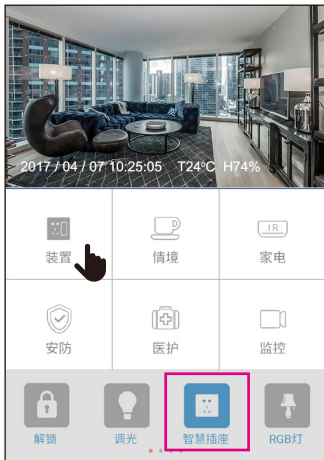 2017 / 04 / 07 10:25:05 T24°C H74%
装置
情境
IR
家电
安防
医护
监控
解锁
调光
智慧插座
RGB灯